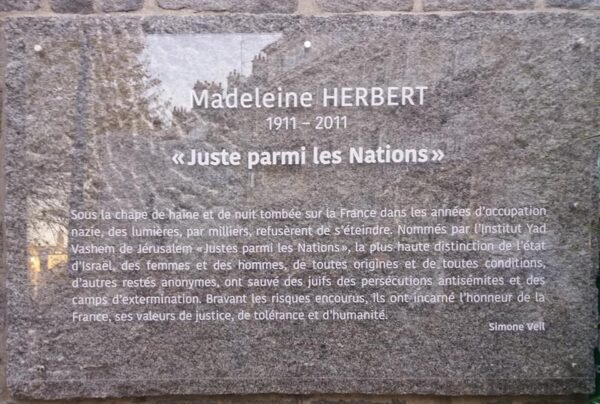 Madeleine HERBERT
1911 – 2011
« Juste parmi les Nations »
Sous la chape de haine et de nuit tombée sur la France dans les années d'occupation
nazie, des lumières, par milliers, refusèrent de s'éteindre. Nommés par l'Institut Yad
Vashem de Jérusalem « Justes parmi les Nations », la plus haute distinction de l'état
d'Israël, des femmes et des hommes, de toutes origines et de toutes conditions,
d'autres restés anonymes, ont sauvé des juifs des persécutions antisémites et des
camps d'extermination. Bravant les risques encourus, ils ont incarné l'honneur de la
France, ses valeurs de justice, de tolérance et d'humanité.
Simone Veil